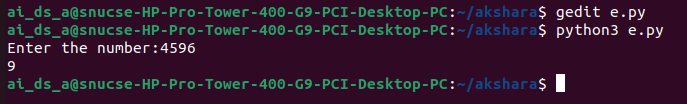 ai_ds_a@snucse-HP-Pro-Tower-400-G9-PCI-Desktop-PC:~/akshara$ gedit e.py
ai_ds_a@snucse-HP-Pro-Tower-400-G9-PCI-Desktop-PC:~/akshara$ python3 e.py
Enter the number:4596
9
ai_ds_a@snucse-HP-Pro-Tower-400-G9-PCI-Desktop-PC:~/akshara$